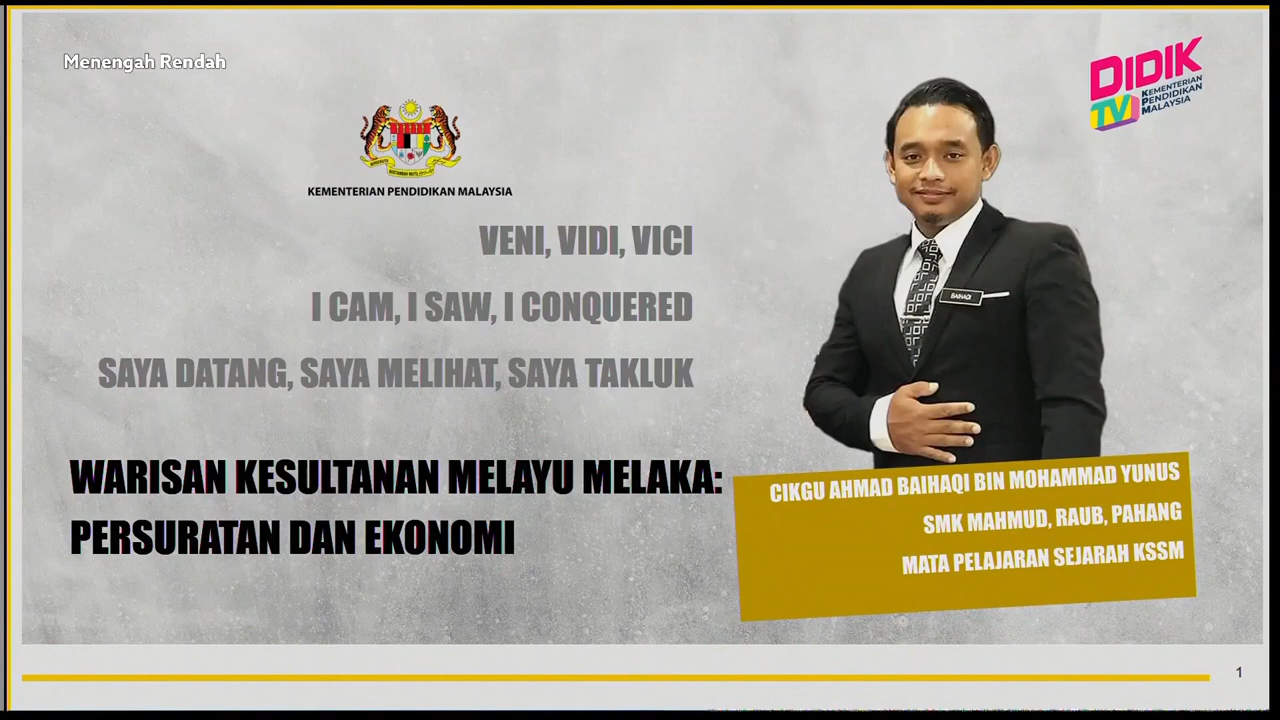 Menengah Rendah
DIDIK
TV
KEMENTERIAN
PENDIDIKAN
MALAYSIA
KEMENTERIAN PENDIDIKAN MALAYSIA
VENI, VIDI, VICI
I CAM, I SAW, I CONQUERED
SAYA DATANG, SAYA MELIHAT, SAYA TAKLUK
BAIHAQI
WARISAN KESULTANAN MELAYU MELAKA:
PERSURATAN DAN EKONOMI
CIKGU AHMAD BAIHAQI BIN MOHAMMAD YUNUS
SMK MAHMUD, RAUB, PAHANG
MATA PELAJARAN SEJARAH KSSM
1